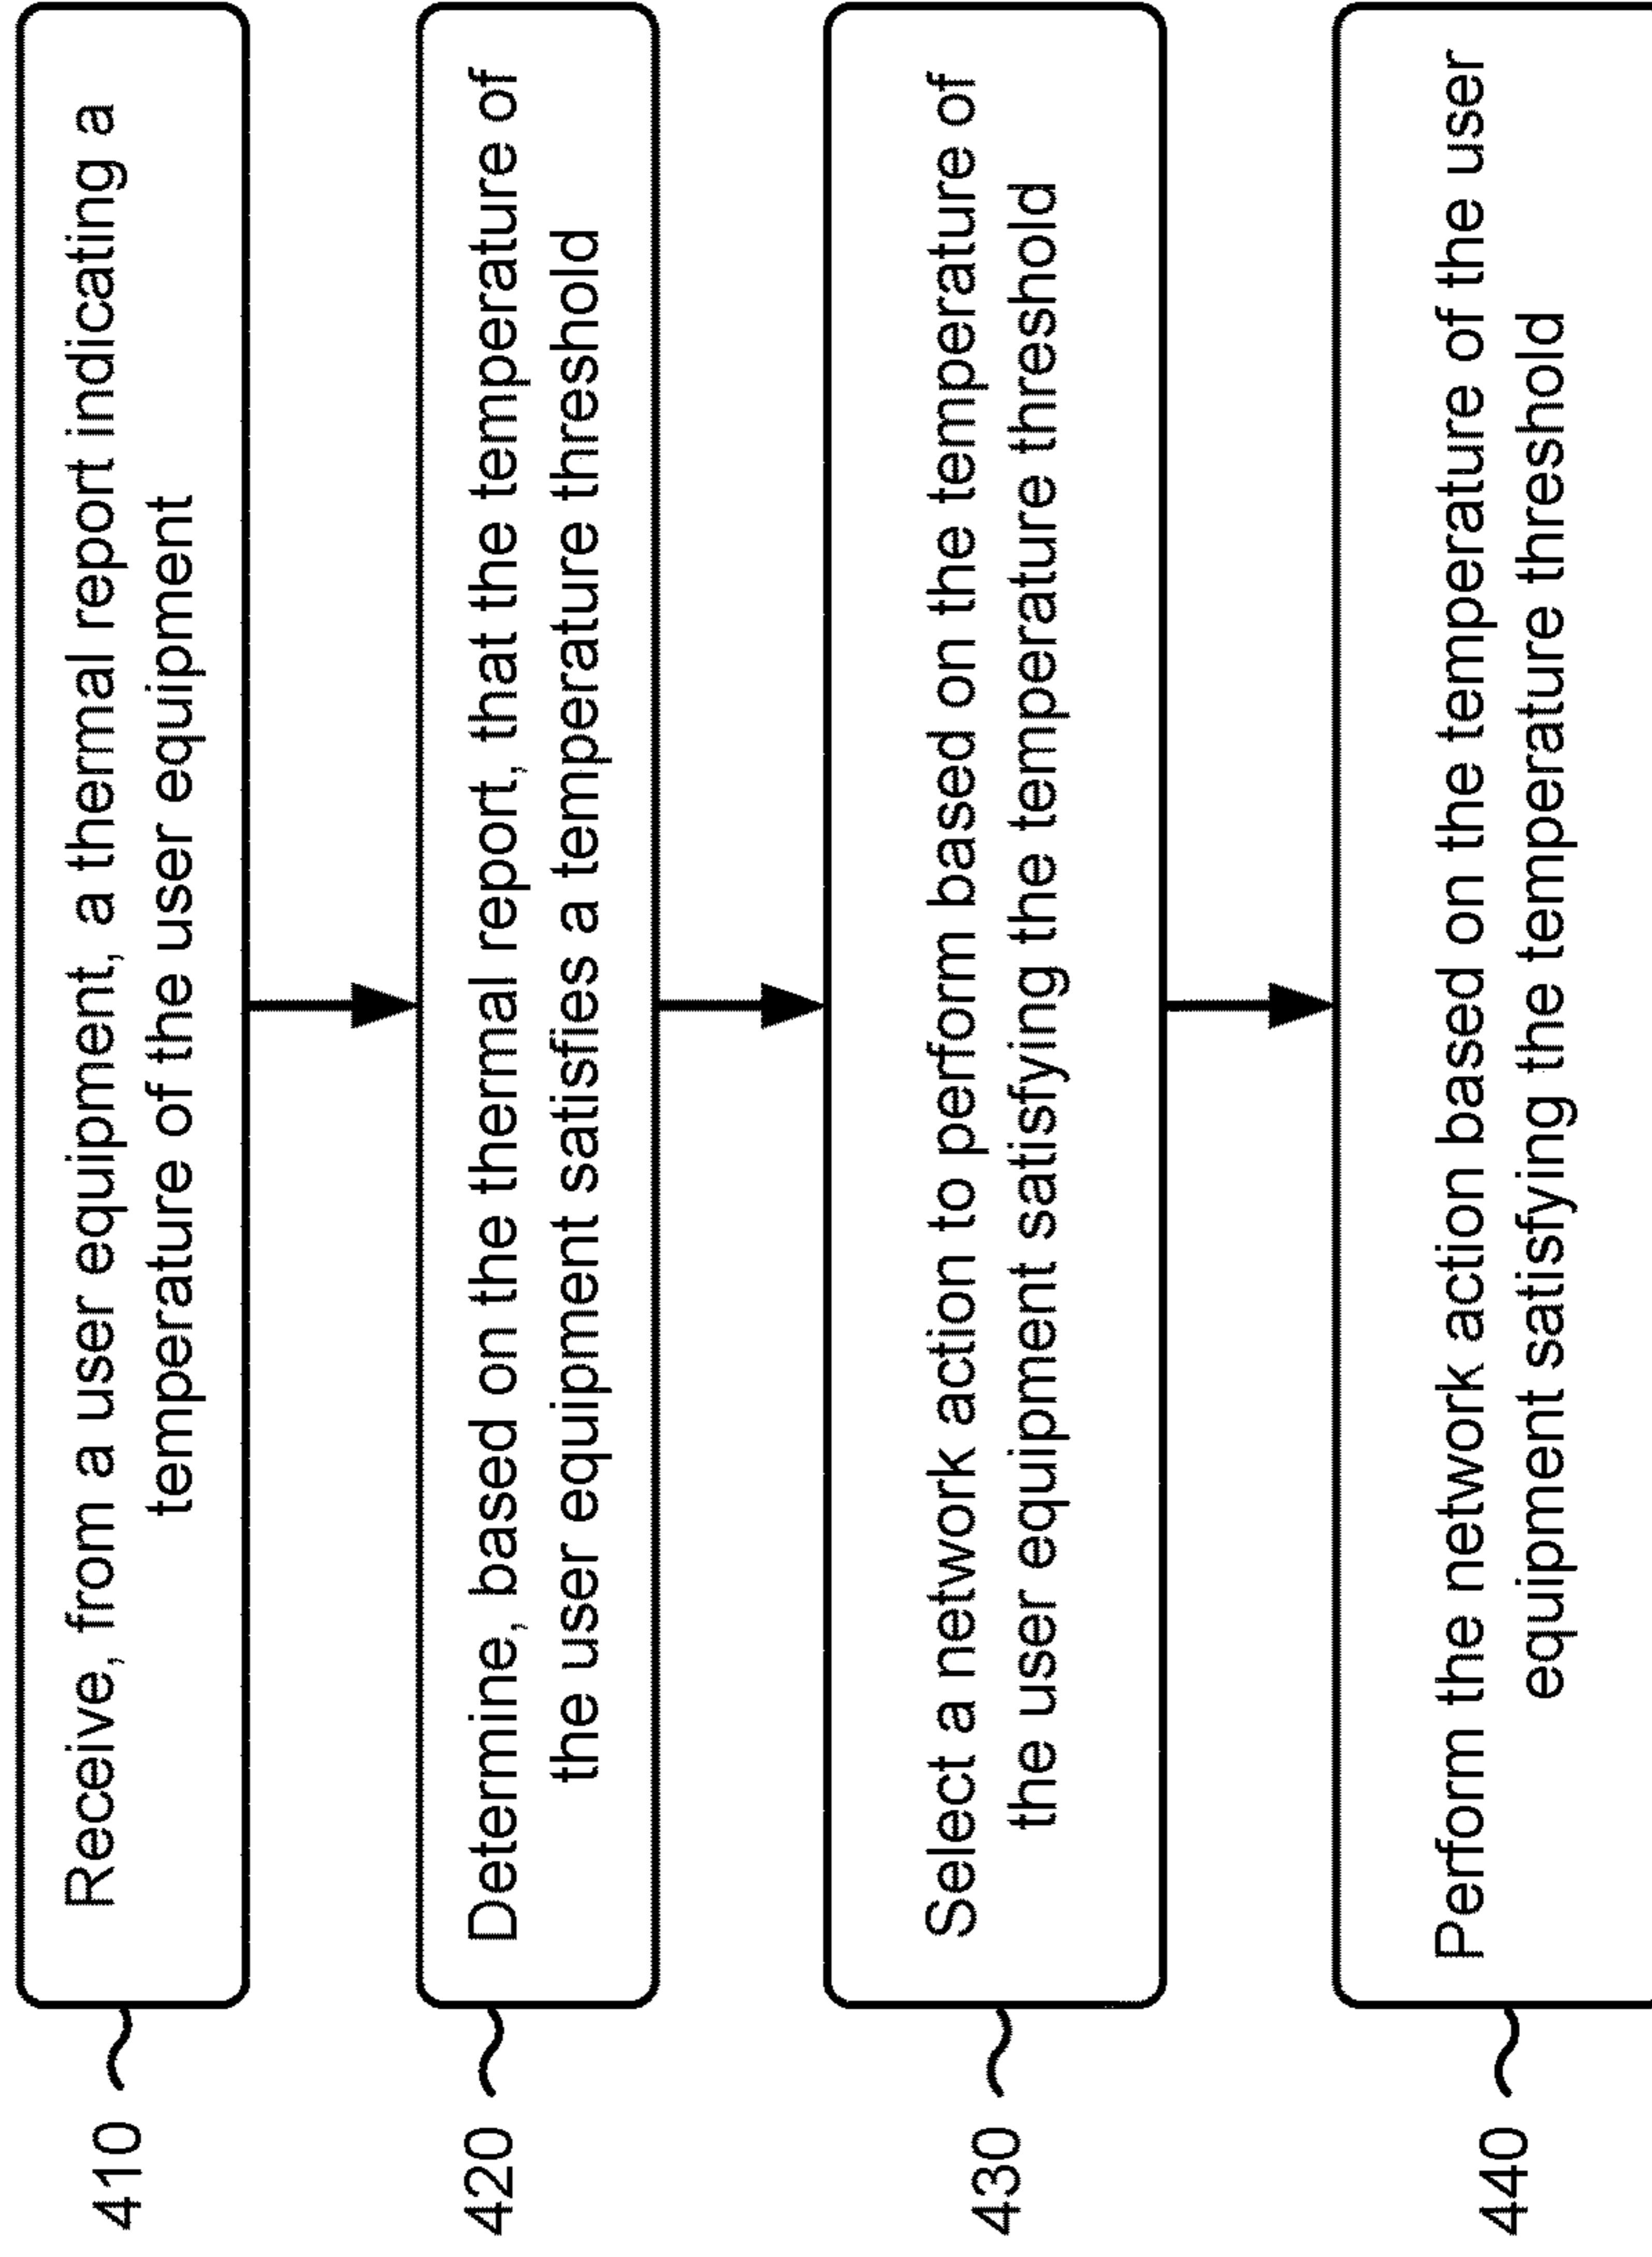 410
Receive, from a user equipment, a thermal report indicating a
temperature of the user equipment
420
Determine, based on the thermal report, that the temperature of
the user equipment satisfies a temperature threshold
430
Select a network action to perform based on the temperature of
the user equipment satisfying the temperature threshold
440
Perform the network action based on the temperature of the user
equipment satisfying the temperature threshold